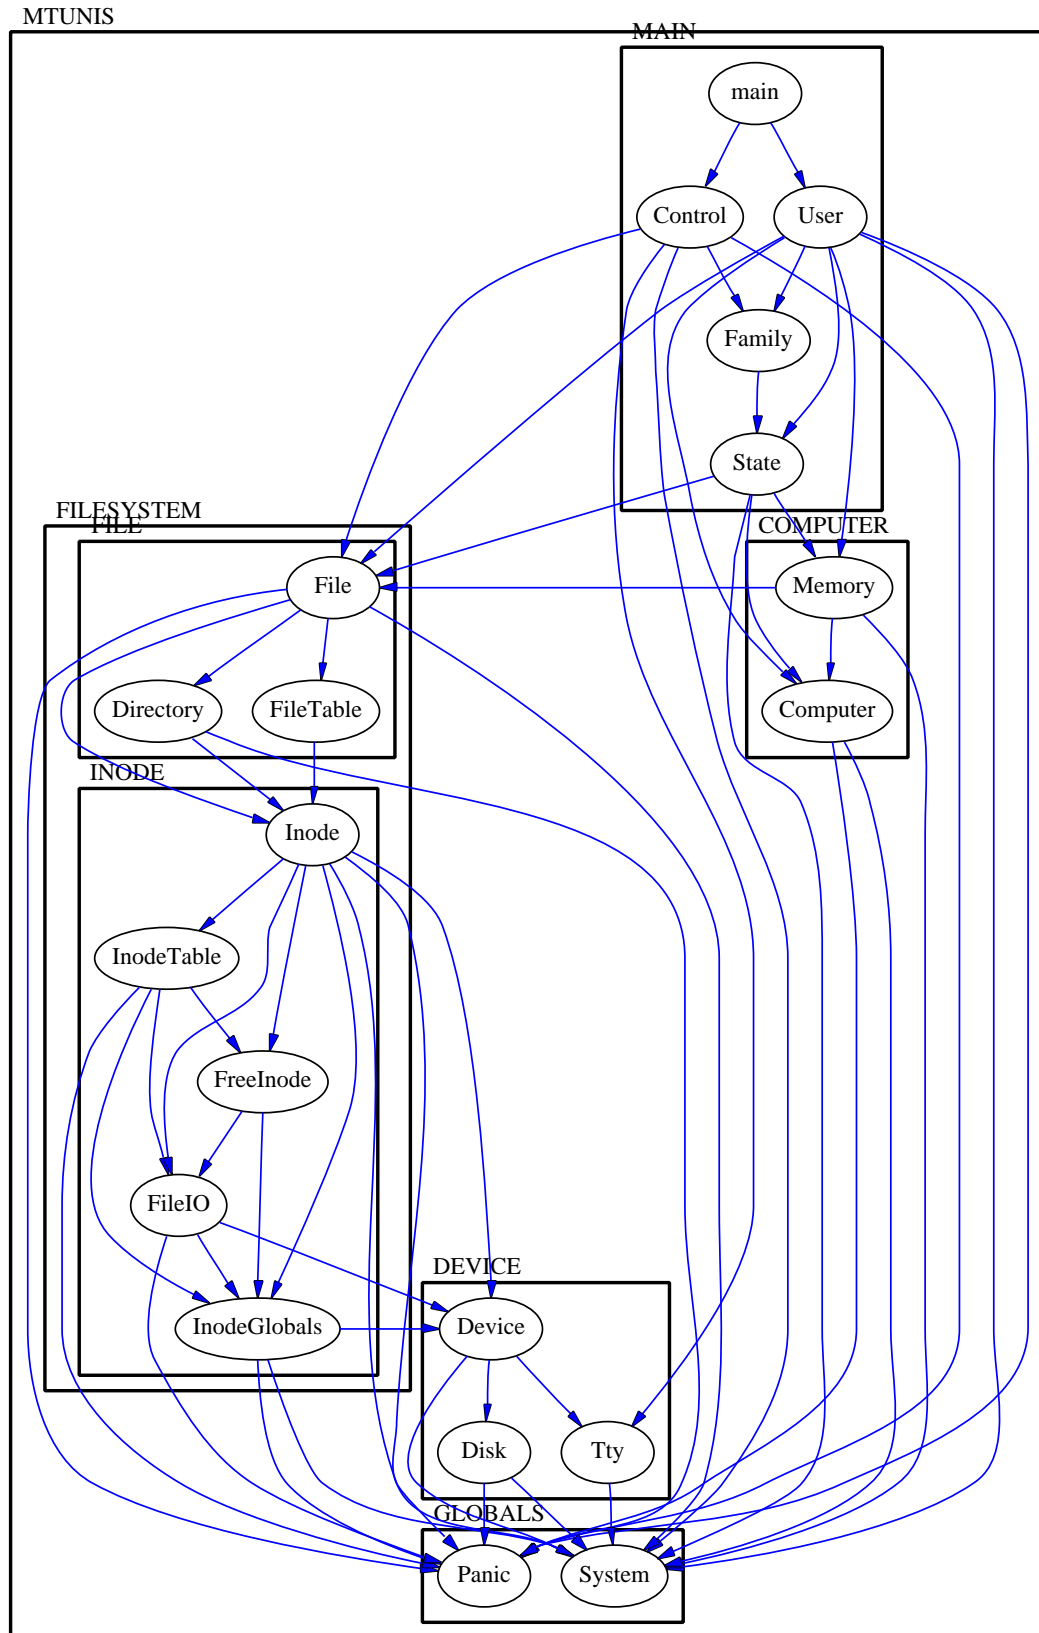 MTUNIS
MAIN
main
Control
User
Family
State
FILESYSTEM
FILE
COMPUTER
File
Memory
Directory
FileTable
Computer
INODE
Inode
InodeTable
FreeInode
FileIO
DEVICE
InodeGlobals
Device
Disk
Tty
GLOBALS
Panic
System